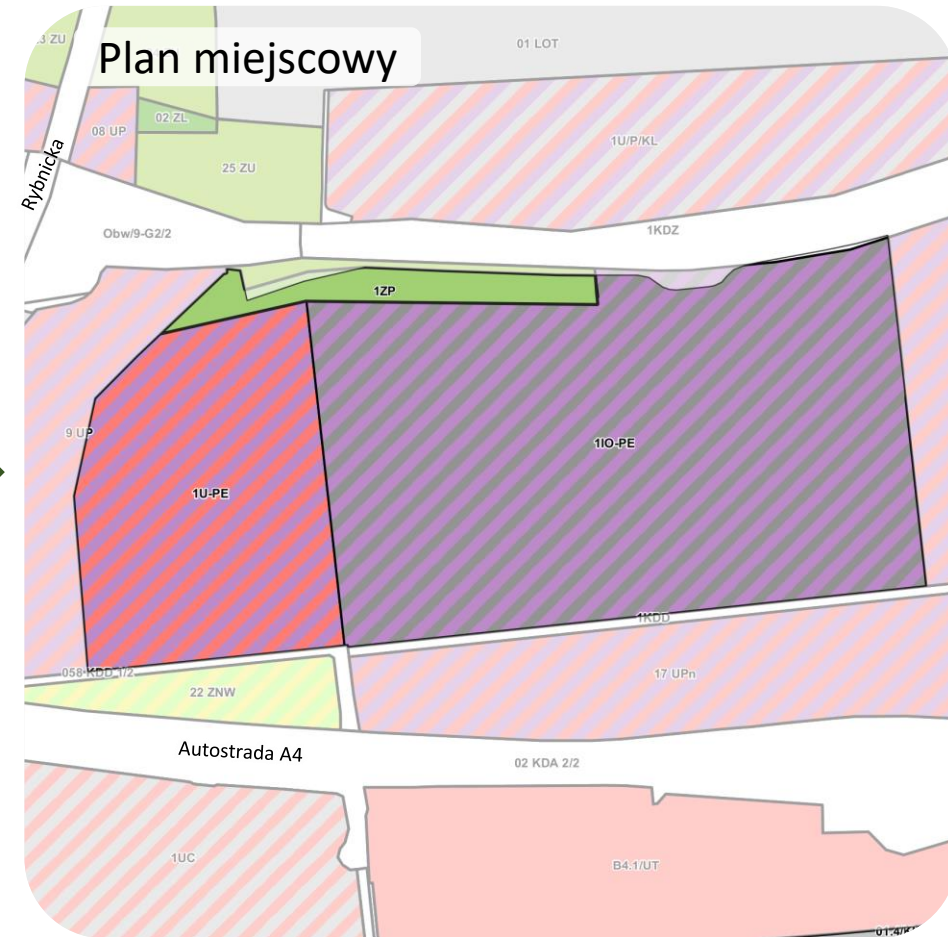 Plan miejscowy
3 ZU
01 LOT
02 ZL
08 UP
1U/P/KL
25 ZU
Rybnicka
Obw/9-G2/2
1KDZ
1ZP
9 UP
1IO-PE
1U-PE
1KDD
058 KDD 1/2
17 UPn
22 ZNW
Autostrada A4
02 KDA 2/2
1UC
B4.1/UT